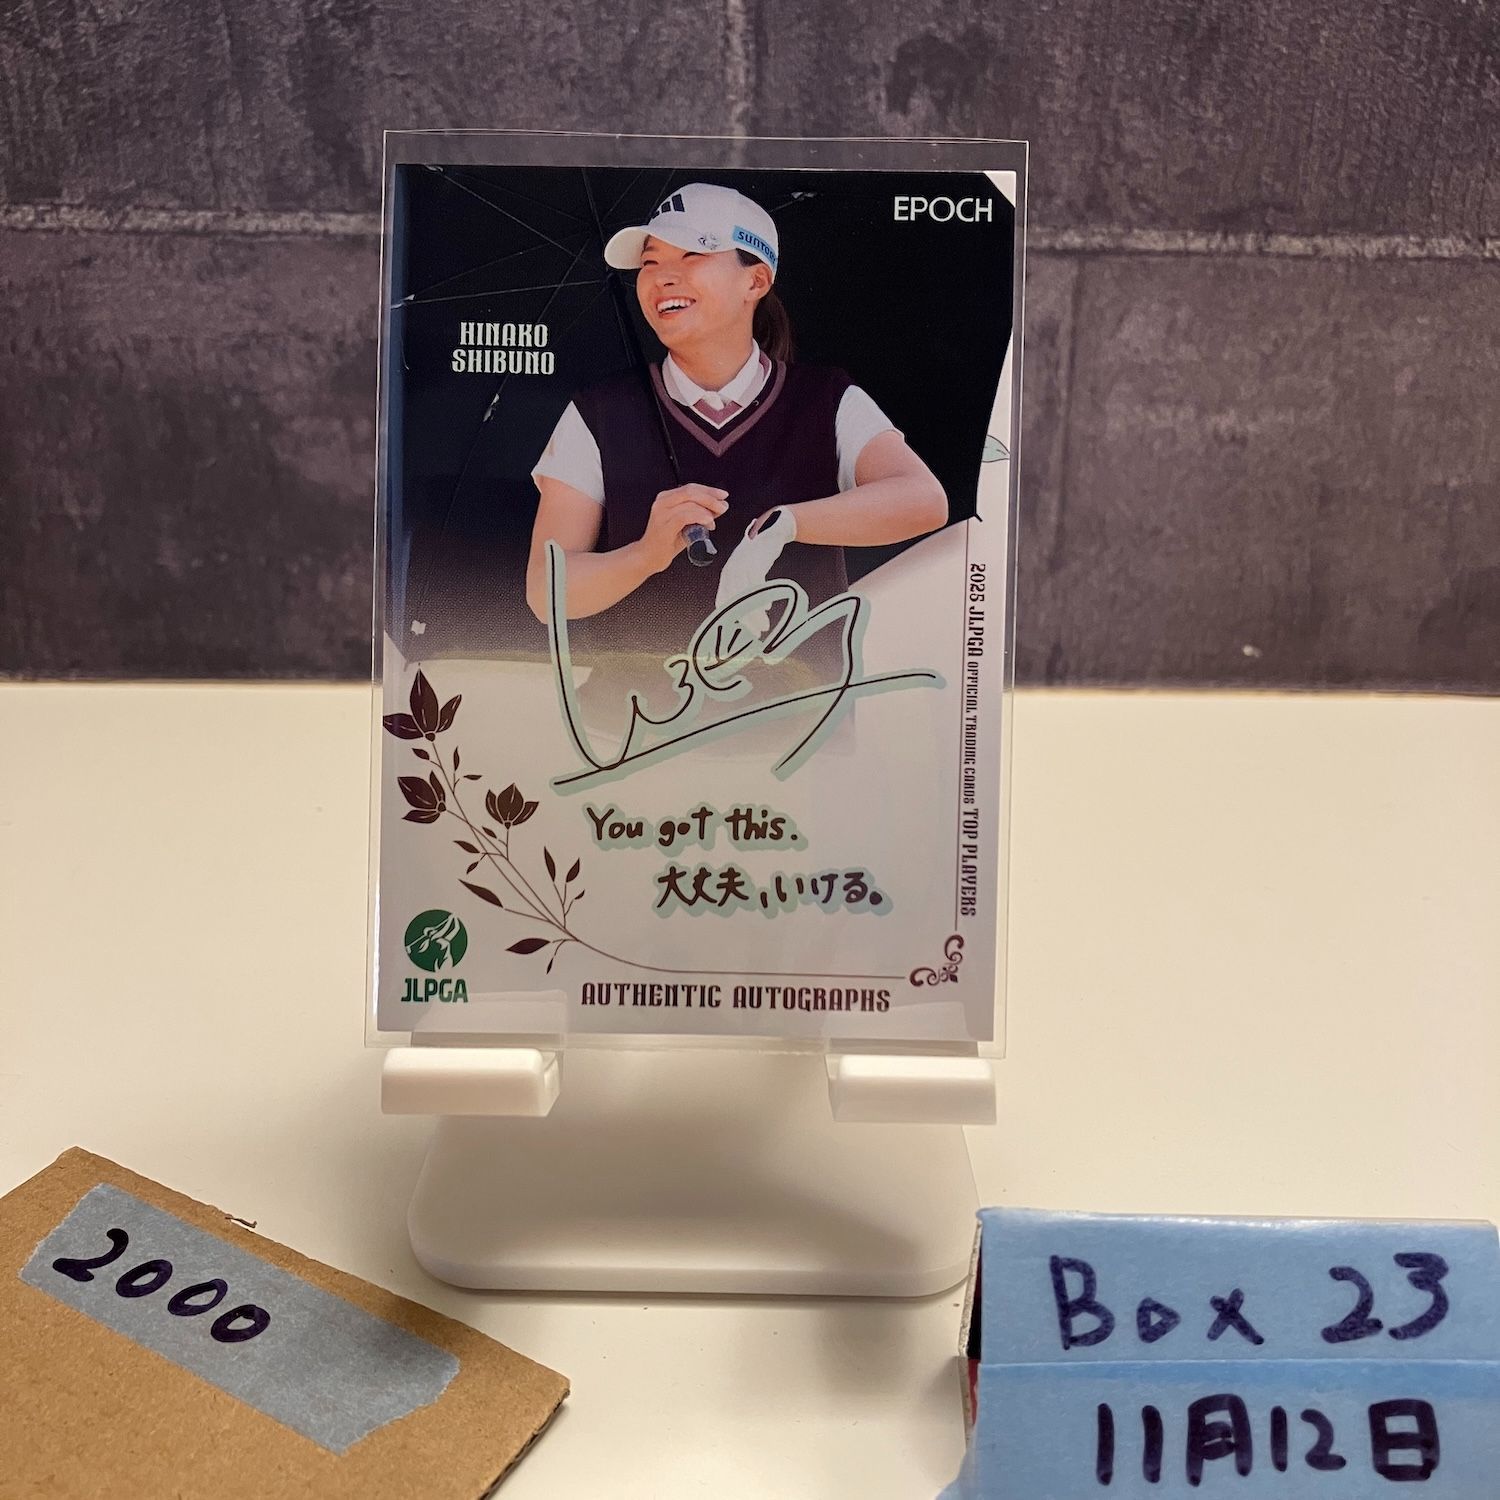 EPOCH
SUNTORY
HINAKO
SHIBUNO
2025 JLPGA OFFICIAL TRADING CARDS TOP PLAYERS
You got this.
大丈夫、いける。
JLPGA
AUTHENTIC AUTOGRAPHS
2000
Box 23
11月12日